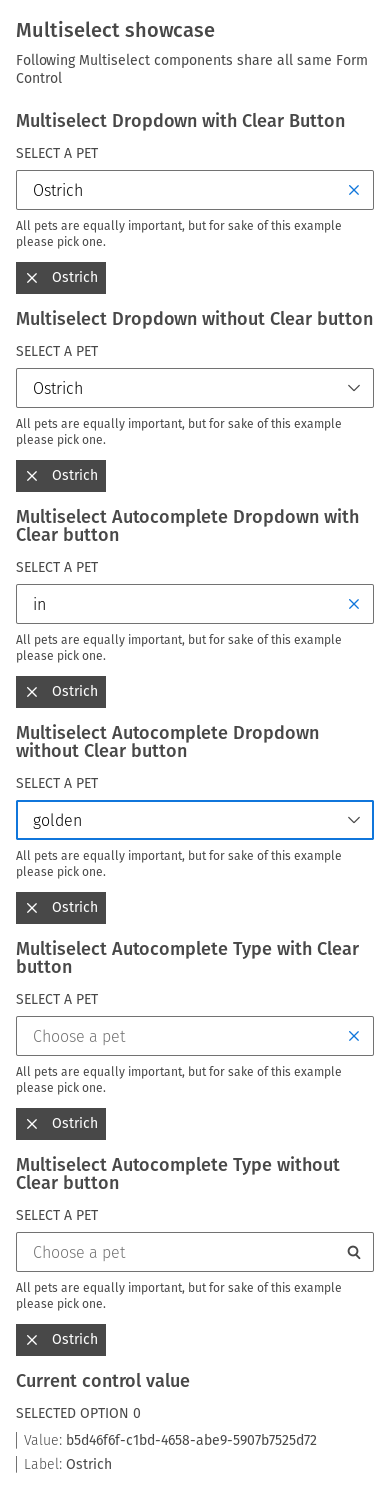 Multiselect showcase
Following Multiselect components share all same Form
Control
Multiselect Dropdown with Clear Button
SELECT A PET
Ostrich
All pets are equally important, but for sake of this example
please pick one.
Ostrich
Multiselect Dropdown without Clear button
SELECT A PET
Ostrich
All pets are equally important, but for sake of this example
please pick one.
Ostrich
Multiselect Autocomplete Dropdown with
Clear button
SELECT A PET
in
All pets are equally important, but for sake of this example
please pick one.
Ostrich
Multiselect Autocomplete Dropdown
without Clear button
SELECT A PET
golden
All pets are equally important, but for sake of this example
please pick one.
Ostrich
Multiselect Autocomplete Type with Clear
button
SELECT A PET
Choose a pet
All pets are equally important, but for sake of this example
please pick one.
Ostrich
Multiselect Autocomplete Type without
Clear button
SELECT A PET
Choose a pet
All pets are equally important, but for sake of this example
please pick one.
Ostrich
Current control value
SELECTED OPTION 0
Value: b5d46f6f-c1bd-4658-abe9-5907b7525d72
Label: Ostrich